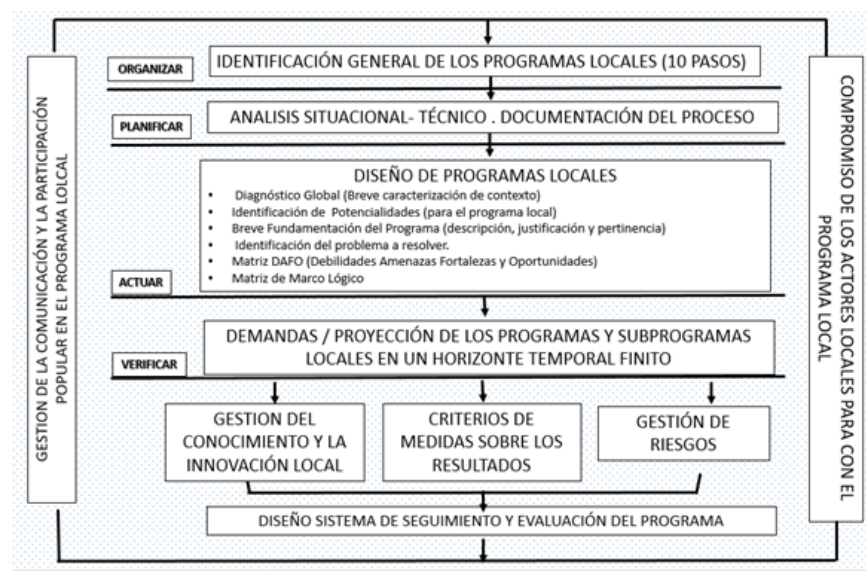 GESTION DE LA COMUNICACIÓN Y LA PARTICIPACIÓN
POPULAR EN EL PROGRAMA LOLCAL
ORGANIZAR
IDENTIFICACIÓN GENERAL DE LOS PROGRAMAS LOCALES (10 PASOS)
PLANIFICAR
ANALISIS SITUACIONAL- TÉCNICO . DOCUMENTACIÓN DEL PROCESO
DISEÑO DE PROGRAMAS LOCALES
• Diagnóstico Global (Breve caracterización de contexto)
• Identificación de Potencialidades (para el programa local)
• Breve Fundamentación del Programa (descripción, justificación y pertinencia)
• Identificación del problema a resolver.
• Matriz DAFO (Debilidades Amenazas Fortalezas y Oportunidades)
• Matriz de Marco Lógico
ACTUAR
DEMANDAS / PROYECCIÓN DE LOS PROGRAMAS Y SUBPROGRAMAS
LOCALES EN UN HORIZONTE TEMPORAL FINITO
VERIFICAR
GESTION DEL
CONOCIMIENTO Y LA
INNOVACIÓN LOCAL
CRITERIOS DE
MEDIDAS SOBRE LOS
RESULTADOS
GESTIÓN DE
RIESGOS
DISEÑO SISTEMA DE SEGUIMIENTO Y EVALUACIÓN DEL PROGRAMA
COMPROMISO DE LOS ACTORES LOCALES PARA CON EL
PROGRAMA LOCAL